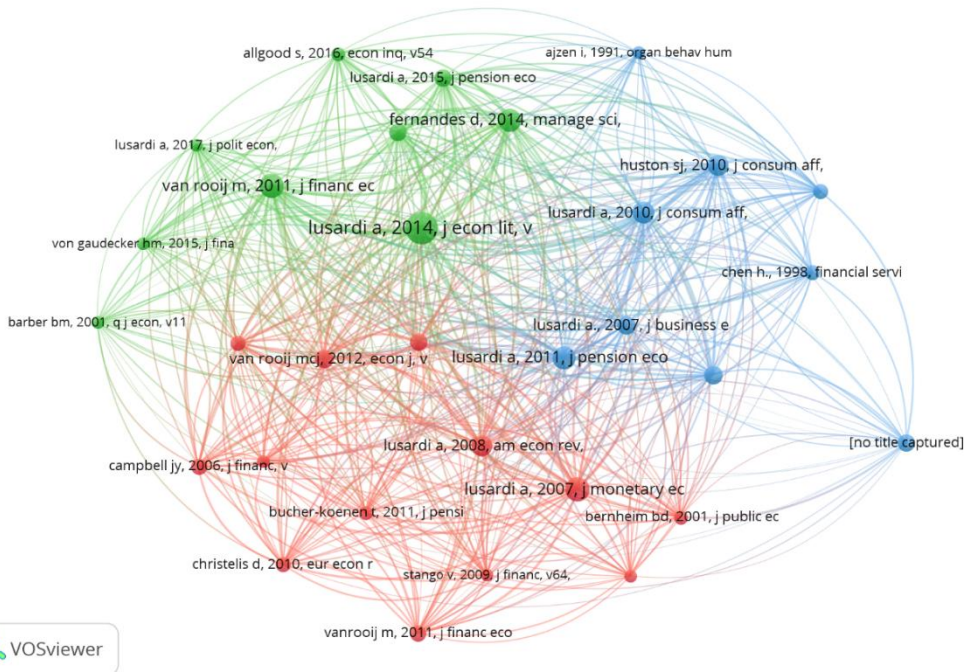 allgood s, 2016, econ inq, v54
ajzen i, 1991, organ behav hum
lusardi a, 2015, j pension eco
fernandes d, 2014, manage sci,
lusardi a, 2017, j polit econ,
huston sj, 2010, j consum aff,
van rooij m, 2011, j financ ec
lusardi a, 2010, j consum aff,
lusardi a, 2014, j econ lit, v
von gaudecker hm, 2015, j fina
chen h., 1998, financial servi
barber bm, 2001, q j econ, v11
lusardi a., 2007, j business e
van rooij mcj, 2012, econ j, v
lusardi a, 2011, j pension eco
[no title captured]
lusardi a, 2008, am econ rev,
campbell jy, 2006, j financ, v
lusardi a, 2007, j monetary ec
bucher-koenen t, 2011, j pensi
bernheim bd, 2001, j public ec
christelis d, 2010, eur econ r
stango v, 2009, j financ, v64,
vanrooij m, 2011, j financ eco
VOSviewer